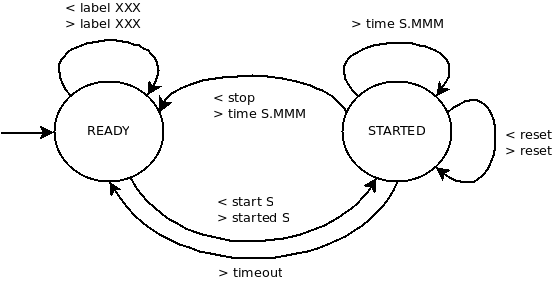 < label XXX
> label XXX
> time S.MMM
< stop
> time S.MMM
READY
STARTED
< reset
> reset
< start S
> started S
> timeout